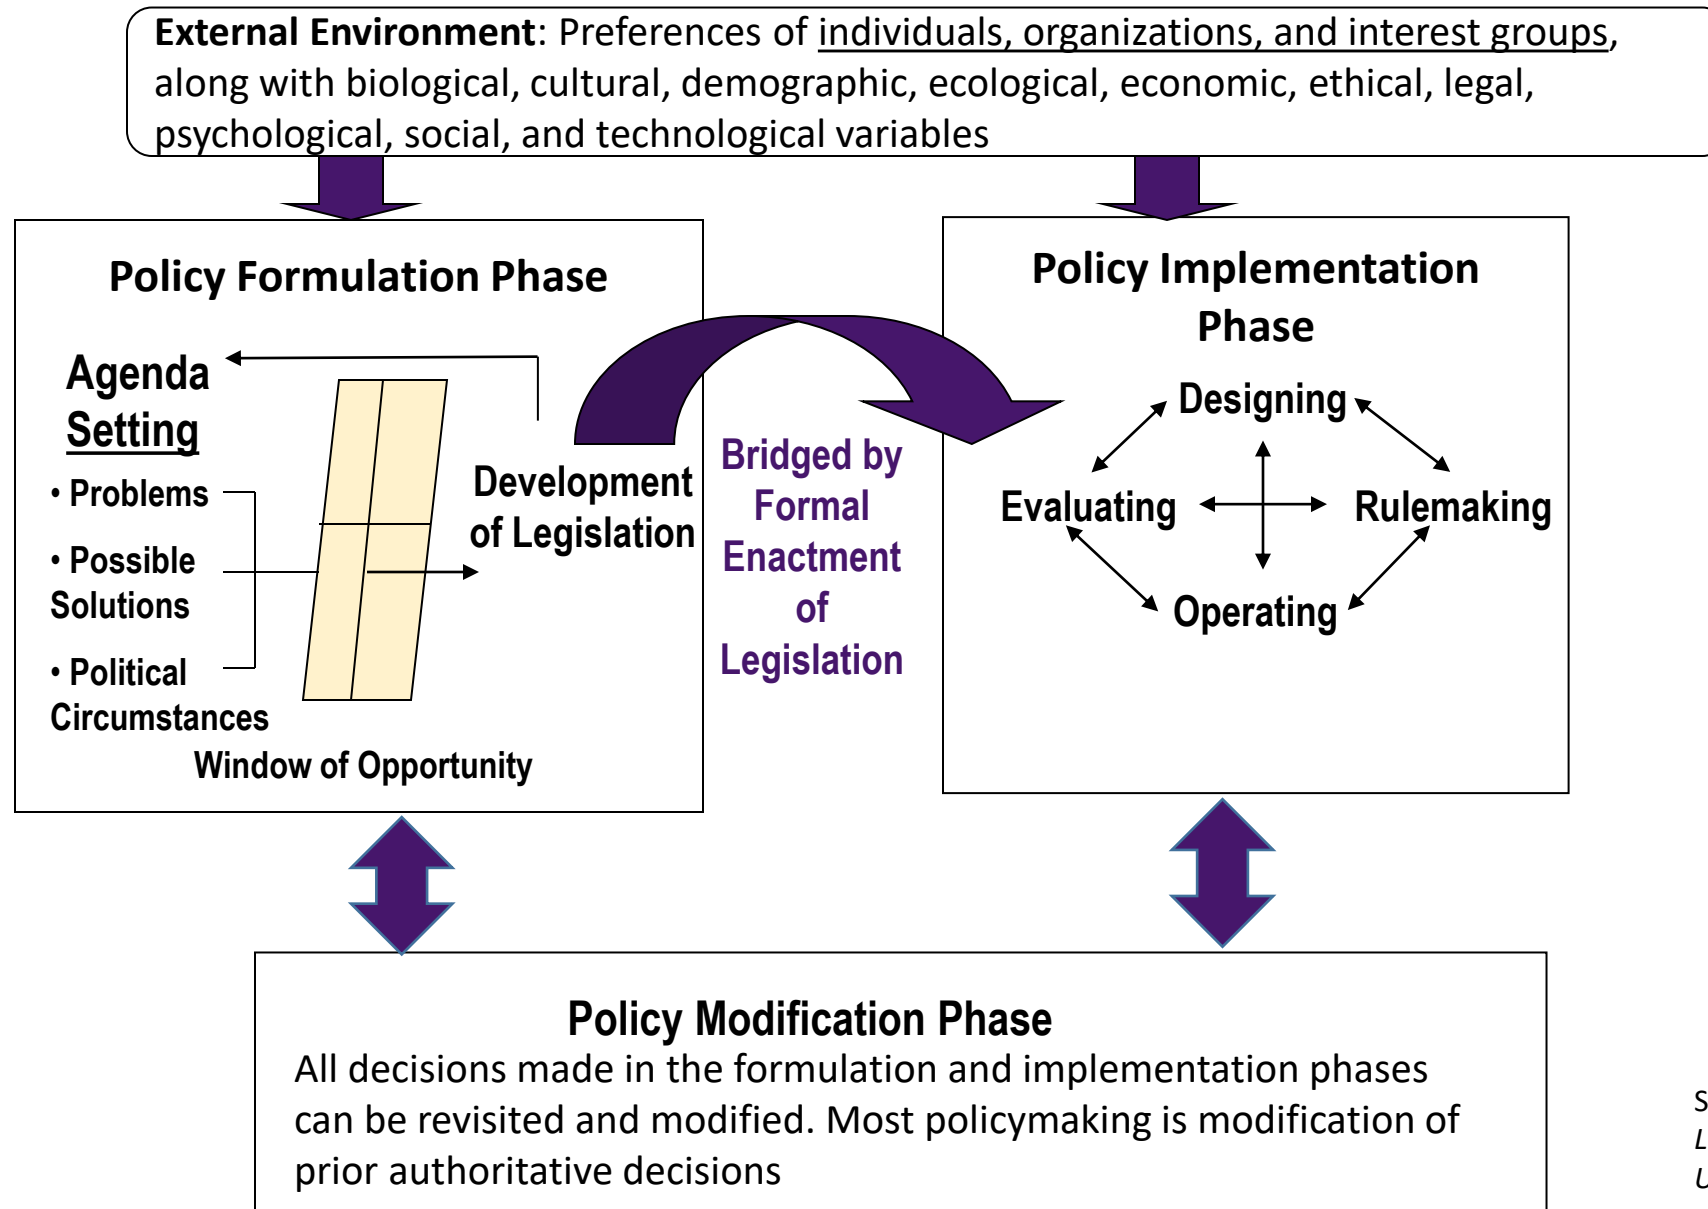 External Environment: Preferences of individuals, organizations, and interest groups,
along with biological, cultural, demographic, ecological, economic, ethical, legal,
psychological, social, and technological variables
Policy Formulation Phase
Agenda
Setting
• Problems
• Possible
Solutions
• Political
Circumstances
Window of Opportunity
Development
of Legislation
Bridged by
Formal
Enactment
of
Legislation
Policy Implementation
Phase
Designing
Evaluating
Rulemaking
Operating
Policy Modification Phase
All decisions made in the formulation and implementation phases
can be revisited and modified. Most policymaking is modification of
prior authoritative decisions